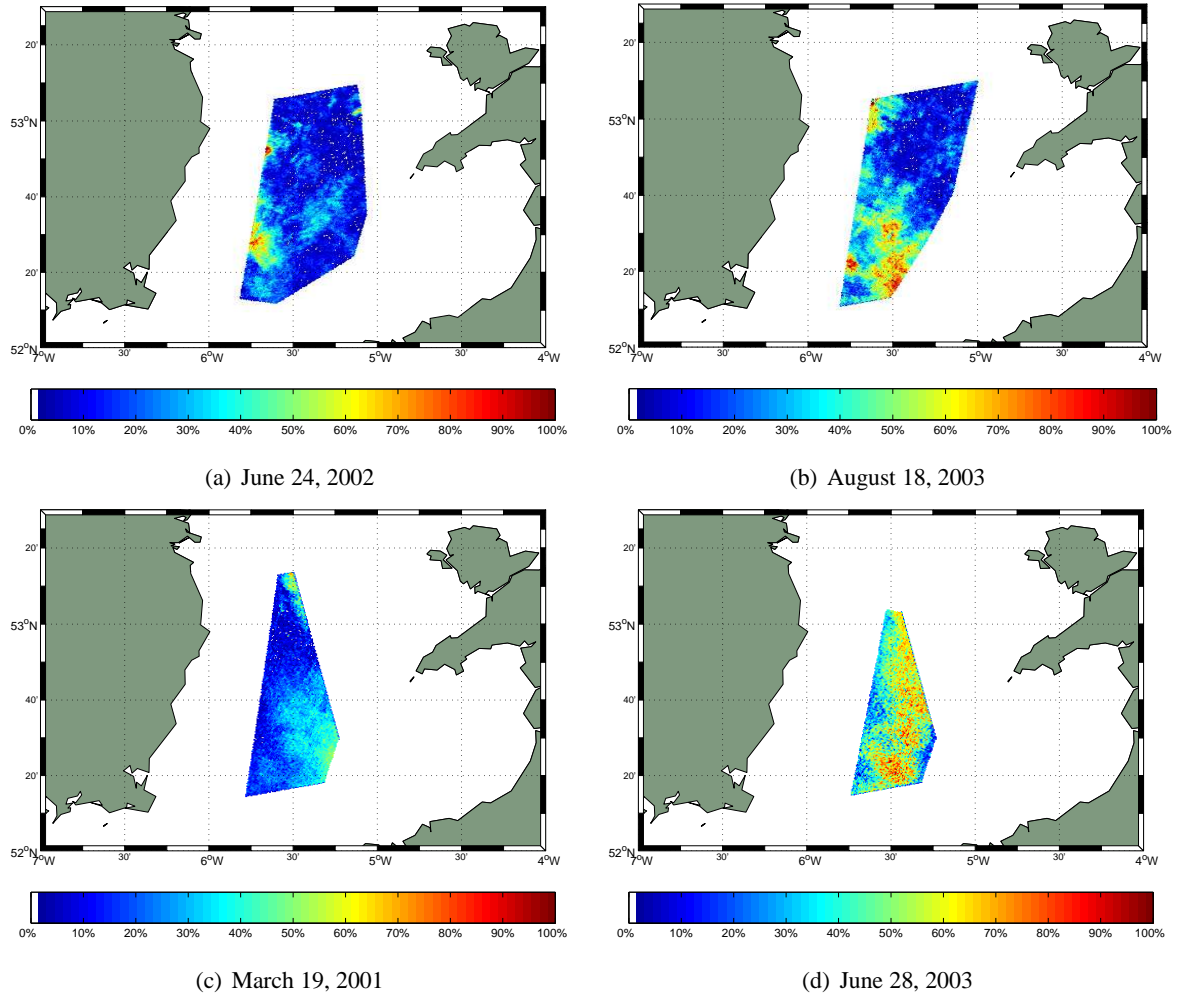 20'
53°N
40'
20'
52°N
7°W 30' 6°W 30' 5°W 30' 4°W
0% 10% 20% 30% 40% 50% 60% 70% 80% 90% 100%
(a) June 24, 2002
20'
53°N
40'
20'
52°N
7°W 30' 6°W 30' 5°W 30' 4°W
0% 10% 20% 30% 40% 50% 60% 70% 80% 90% 100%
(b) August 18, 2003
20'
53°N
40'
20'
52°N
7°W 30' 6°W 30' 5°W 30' 4°W
0% 10% 20% 30% 40% 50% 60% 70% 80% 90% 100%
(c) March 19, 2001
20'
53°N
40'
20'
52°N
7°W 30' 6°W 30' 5°W 30' 4°W
0% 10% 20% 30% 40% 50% 60% 70% 80% 90% 100%
(d) June 28, 2003